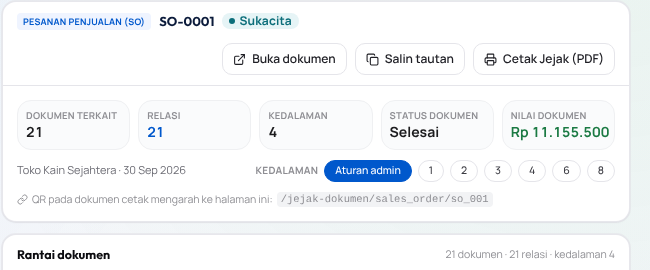 PESANAN PENJUALAN (SO) SO-0001 Sukacita
Buka dokumen Salin tautan Cetak Jejak (PDF)
DOKUMEN TERKAIT RELASI KEDALAMAN STATUS DOKUMEN NILAI DOKUMEN
21 21 4 Selesai Rp 11.155.500
Toko Kain Sejahtera · 30 Sep 2026 KEDALAMAN Aturan admin 1 2 3 4 6 8
QR pada dokumen cetak mengarah ke halaman ini: /jejak-dokumen/sales_order/so_001
Rantai dokumen 21 dokumen · 21 relasi · kedalaman 4